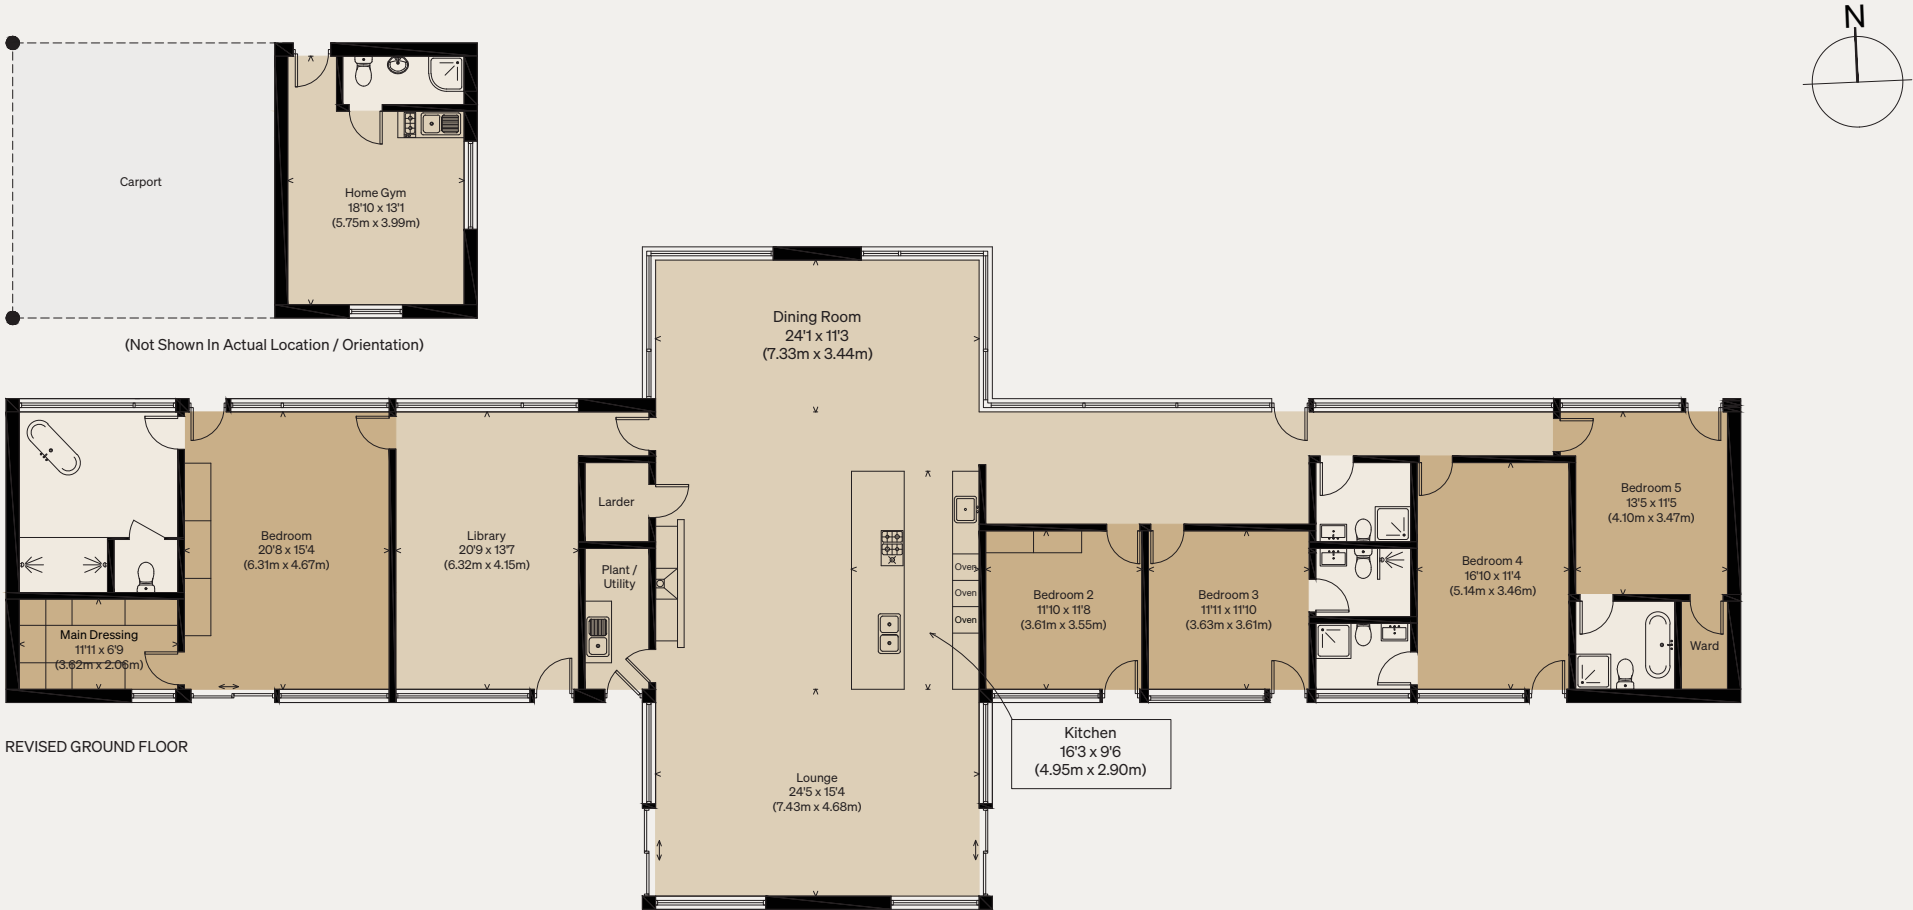 N
Carport
Home Gym
18'10 x 13'1
(5.75m x 3.99m)
(Not Shown In Actual Location / Orientation)
Dining Room
24'1 x 11'3
(7.33m x 3.44m)
Bedroom
20'8 x 15'4
(6.31m x 4.67m)
Library
20'9 x 13'7
(6.32m x 4.15m)
Larder
Plant /
Utility
Main Dressing
11'11 x 6'9
(3.62m x 2.06m)
Oven
Oven
Oven
Bedroom 2
11'10 x 11'8
(3.61m x 3.55m)
Bedroom 3
11'11 x 11'10
(3.63m x 3.61m)
Bedroom 4
16'10 x 11'4
(5.14m x 3.46m)
Bedroom 5
13'5 x 11'5
(4.10m x 3.47m)
Ward
Kitchen
16'3 x 9'6
(4.95m x 2.90m)
Lounge
24'5 x 15'4
(7.43m x 4.68m)
REVISED GROUND FLOOR